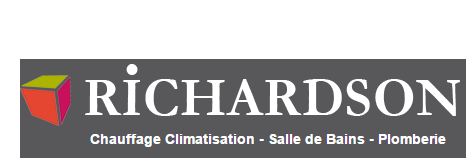 RiCHARDSON
Chauffage Climatisation - Salle de Bains - Plomberie